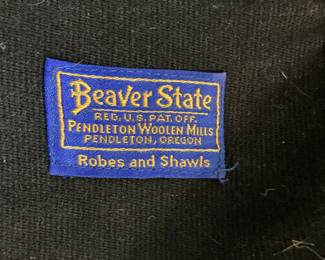 Beaver State
REG. U.S. PAT. OFF.
PENDLETON WOOLEN MILLS
PENDLETON, OREGON
Robes and Shawls